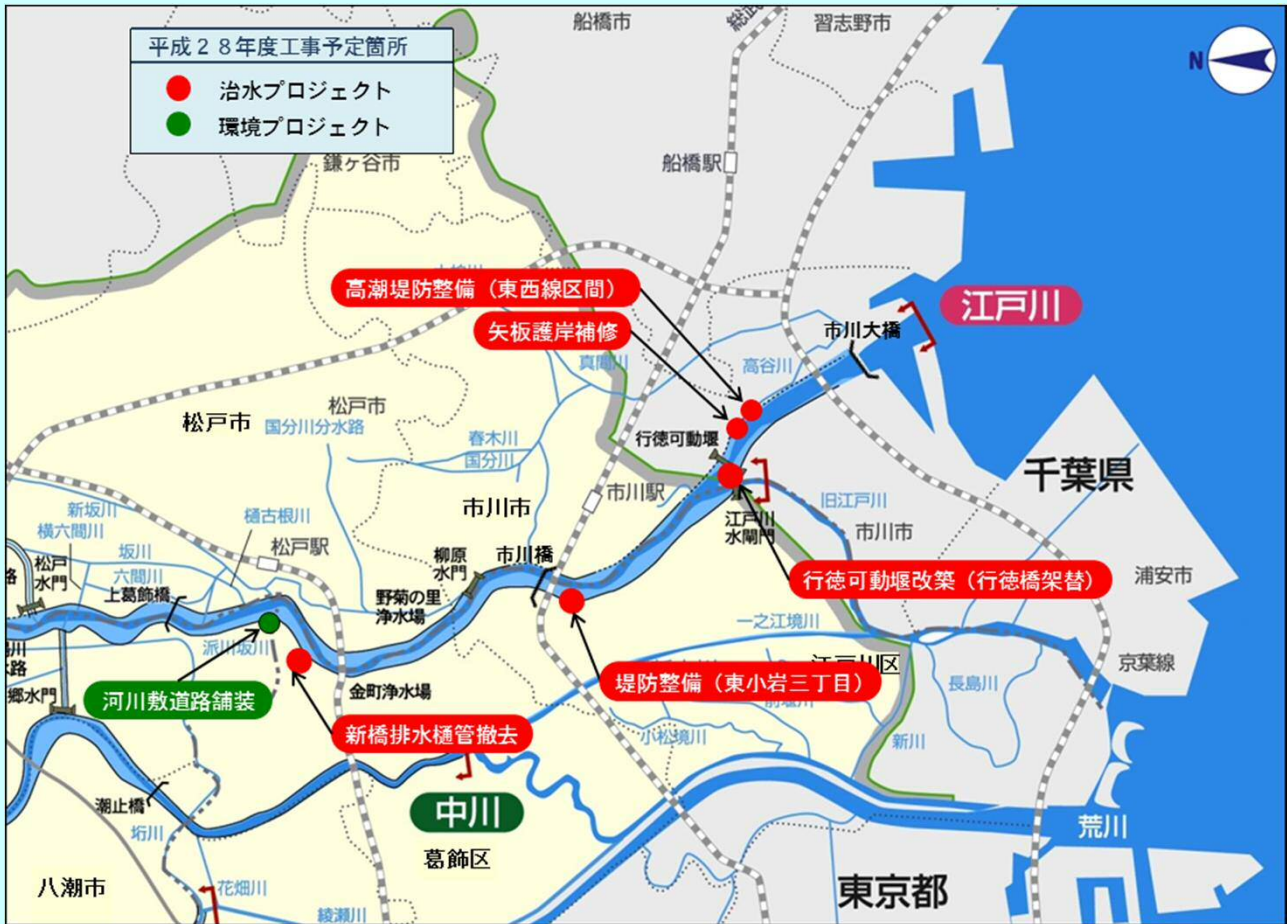 平成２８年度工事予定箇所
治水プロジェクト
環境プロジェクト
船橋市
習志野市
N
鎌ヶ谷市
船橋駅
高潮堤防整備（東西線区間）
矢板護岸補修
江戸川
市川大橋
真間川
高谷川
松戸市
松戸市
国分川分水路
春木川
国分川
行徳可動堰
千葉県
市川駅
旧江戸川
市川市
市川市
江戸川
水閘門
新坂川
横六間川
樋古根川
坂川
松戸駅
松戸
水門
六間川
上葛飾橋
柳原
水門
市川橋
野菊の里
浄水場
行徳可動堰改築（行徳橋架替）
浦安市
一之江境川
派川坂川
江戸川区
京葉線
堤防整備（東小岩三丁目）
長島川
河川敷道路舗装
金町浄水場
郷水門
新橋排水樋管撤去
小松境川
新川
潮止橋
中川
荒川
垳川
葛飾区
八潮市
花畑川
東京都
綾瀬川